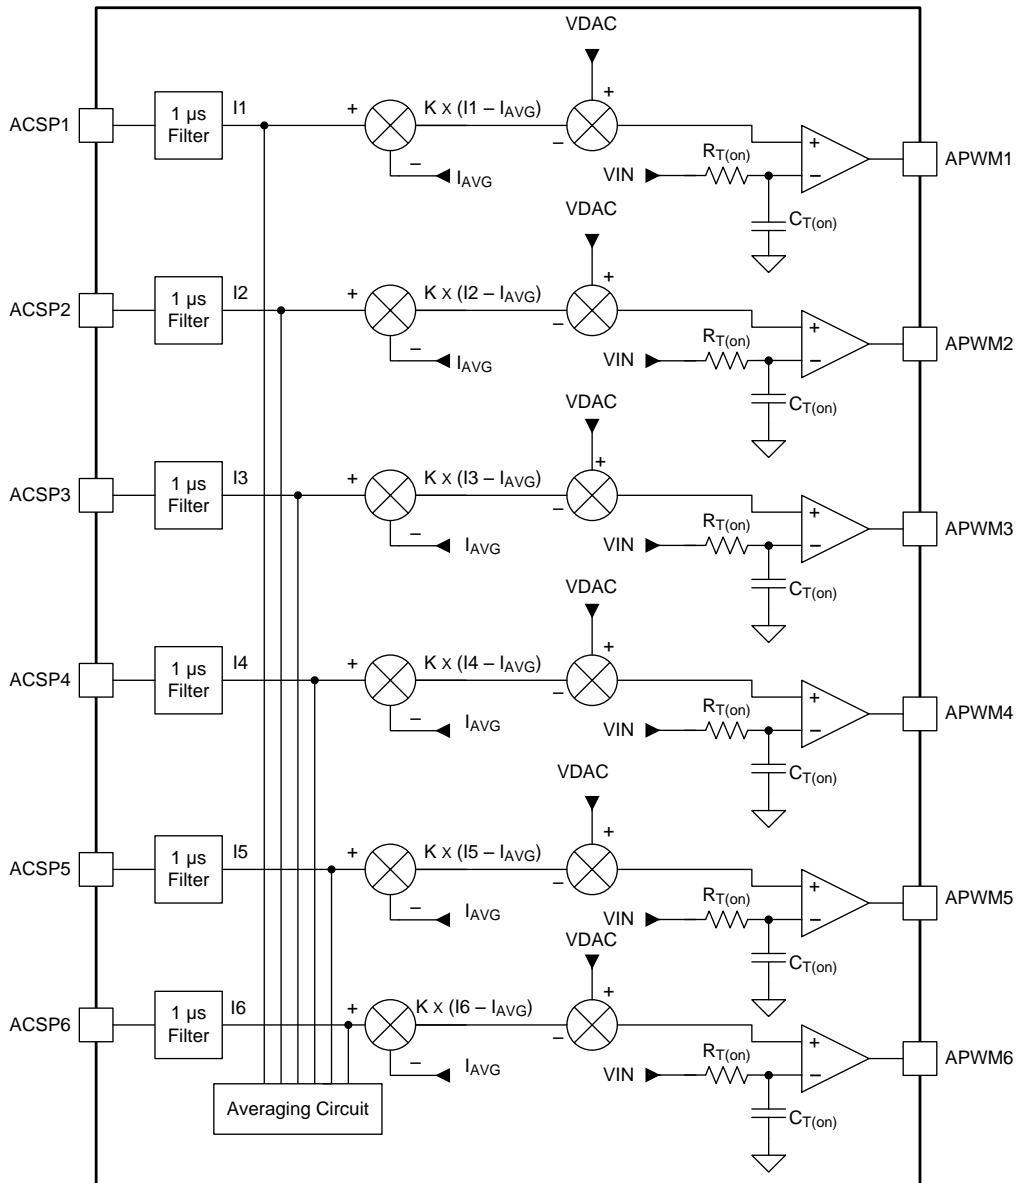 VDAC
ACSP1
1 µs
Filter
I1
+
K X (I1 – IAVG)
+
–
–
IAVG
VIN
RT(on)
+
–
CT(on)
APWM1
VDAC
ACSP2
1 µs
Filter
I2
+
K X (I2 – IAVG)
+
–
–
IAVG
VIN
RT(on)
+
–
CT(on)
APWM2
VDAC
ACSP3
1 µs
Filter
I3
+
K X (I3 – IAVG)
+
–
–
IAVG
VIN
RT(on)
+
–
CT(on)
APWM3
VDAC
ACSP4
1 µs
Filter
I4
+
K X (I4 – IAVG)
+
–
–
IAVG
VIN
RT(on)
+
–
CT(on)
APWM4
VDAC
ACSP5
1 µs
Filter
I5
+
K X (I5 – IAVG)
+
–
–
IAVG
VIN
RT(on)
+
–
CT(on)
APWM5
VDAC
ACSP6
1 µs
Filter
I6
+
K X (I6 – IAVG)
+
–
–
IAVG
VIN
RT(on)
+
–
CT(on)
APWM6
Averaging Circuit